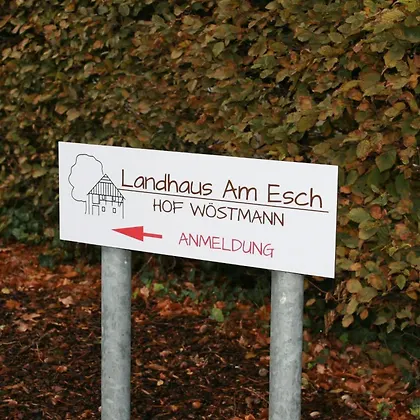 Landhaus Am Esch
HOF WÖSTMANN
ANMELDUNG